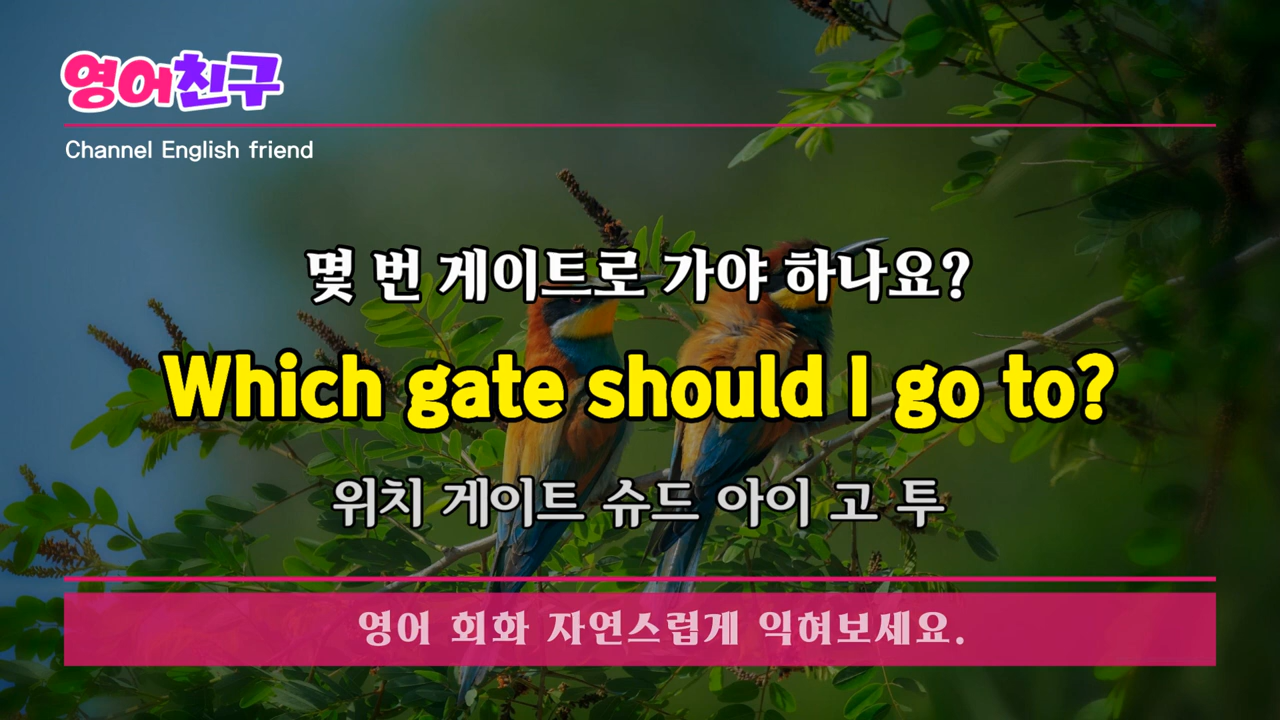 영어친구
Channel English friend
몇 번 게이트로 가야 하나요?
Which gate should I go to?
위치 게이트 슈드 아이 고 투
영어 회화 자연스럽게 익혀보세요.